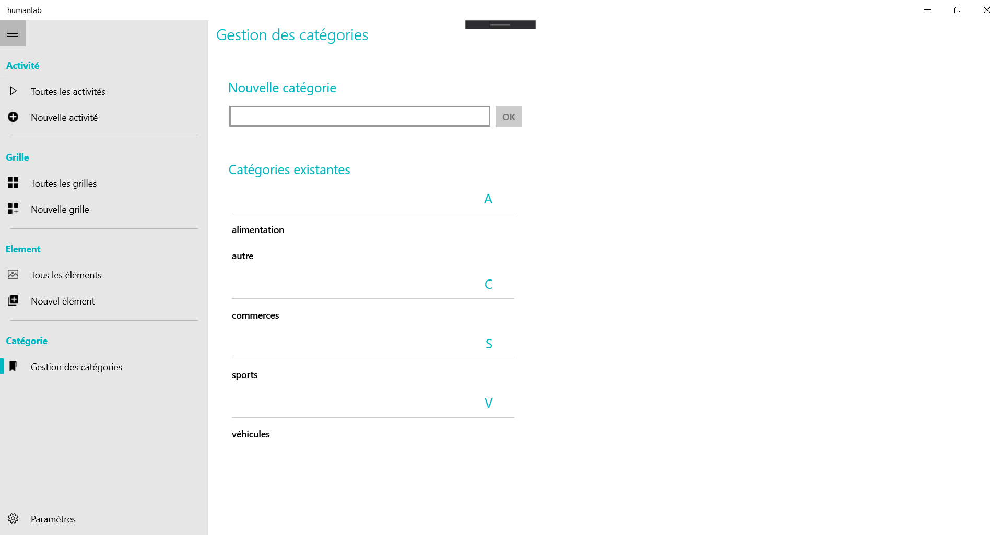 humanlab
Activité
Toutes les activités
Nouvelle activité
Grille
Toutes les grilles
Nouvelle grille
Element
Tous les éléments
Nouvel élément
Catégorie
Gestion des catégories
Paramètres
Gestion des catégories
Nouvelle catégorie
OK
Catégories existantes
A
alimentation
autre
C
commerces
S
sports
V
véhicules